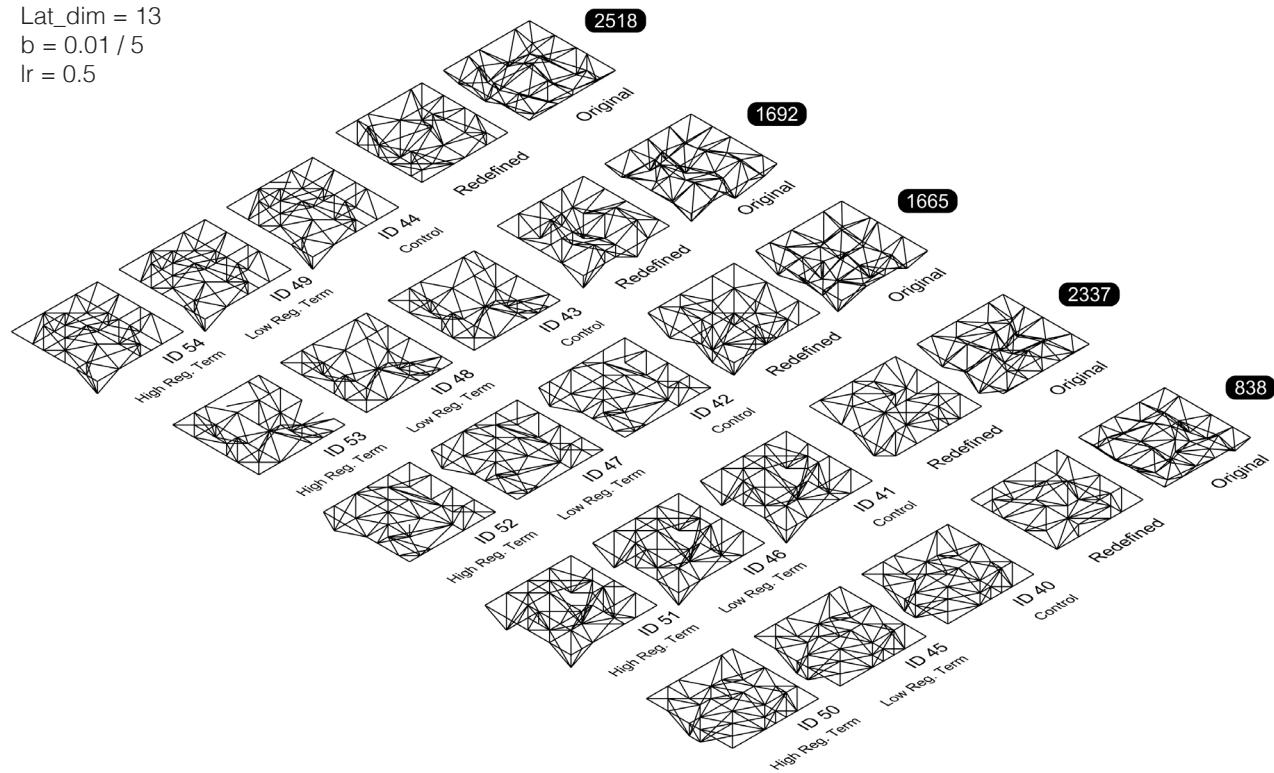 Lat_dim = 13
b = 0.01 / 5
lr = 0.5
2518
Original
Redefined
ID 44
Control
ID 49
Low Reg. Term
ID 54
High Reg. Term
1692
Original
Redefined
ID 43
Control
ID 48
Low Reg. Term
ID 53
High Reg. Term
1665
Original
Redefined
ID 42
Control
ID 47
Low Reg. Term
ID 52
High Reg. Term
2337
Original
Redefined
ID 41
Control
ID 46
Low Reg. Term
ID 51
High Reg. Term
838
Original
Redefined
ID 40
Control
ID 45
Low Reg. Term
ID 50
High Reg. Term